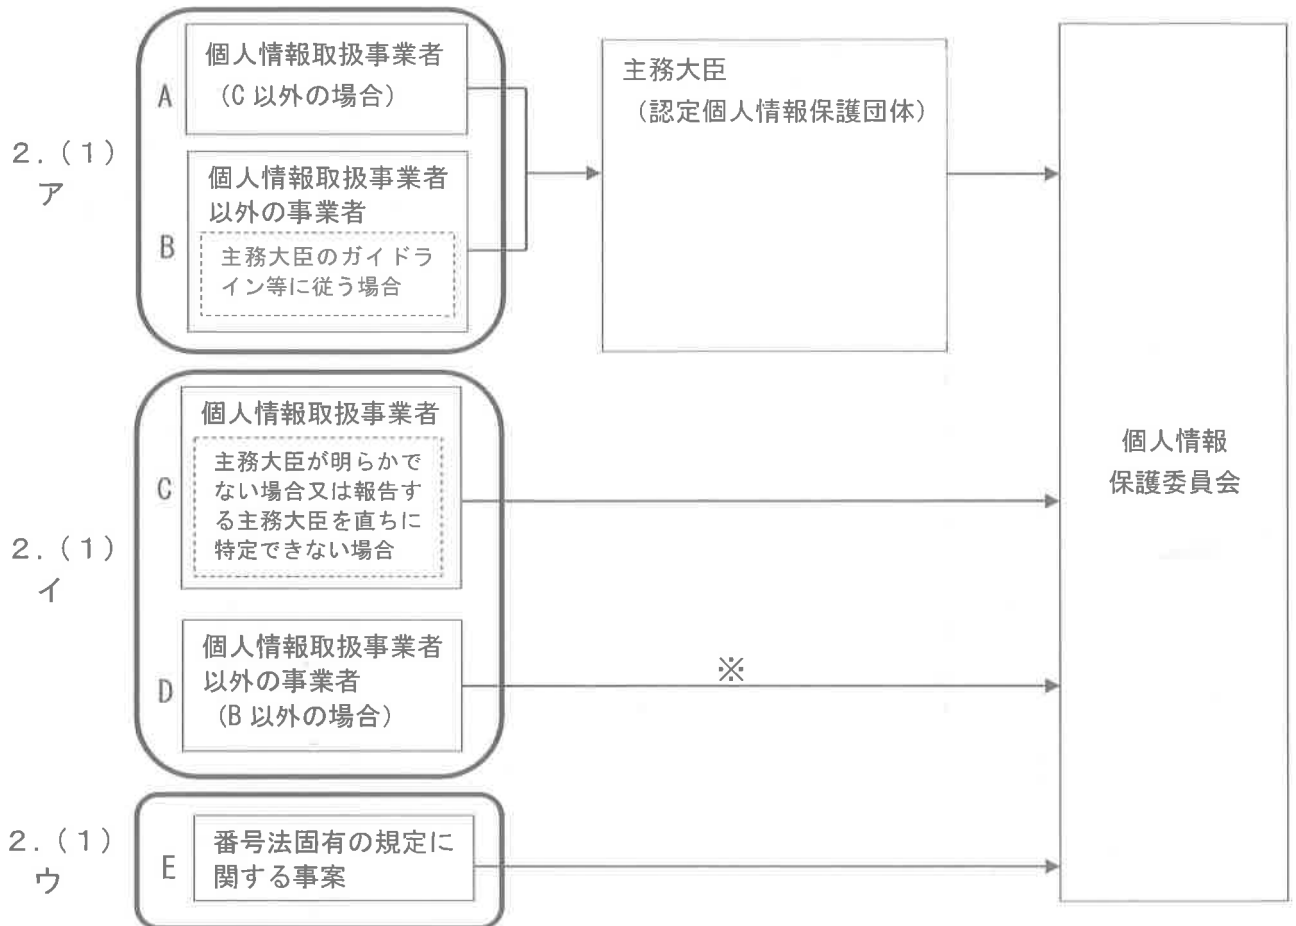 2.(1)
ア
A
個人情報取扱事業者
(C以外の場合)
B
個人情報取扱事業者
以外の事業者
主務大臣のガイドラ
イン等に従う場合
主務大臣
(認定個人情報保護団体)
2.(1)
イ
C
個人情報取扱事業者
主務大臣が明らかで
ない場合又は報告す
る主務大臣を直ちに
特定できない場合
D
個人情報取扱事業者
以外の事業者
(B以外の場合)
※
2.(1)
ウ
E
番号法固有の規定に
関する事案
個人情報
保護委員会